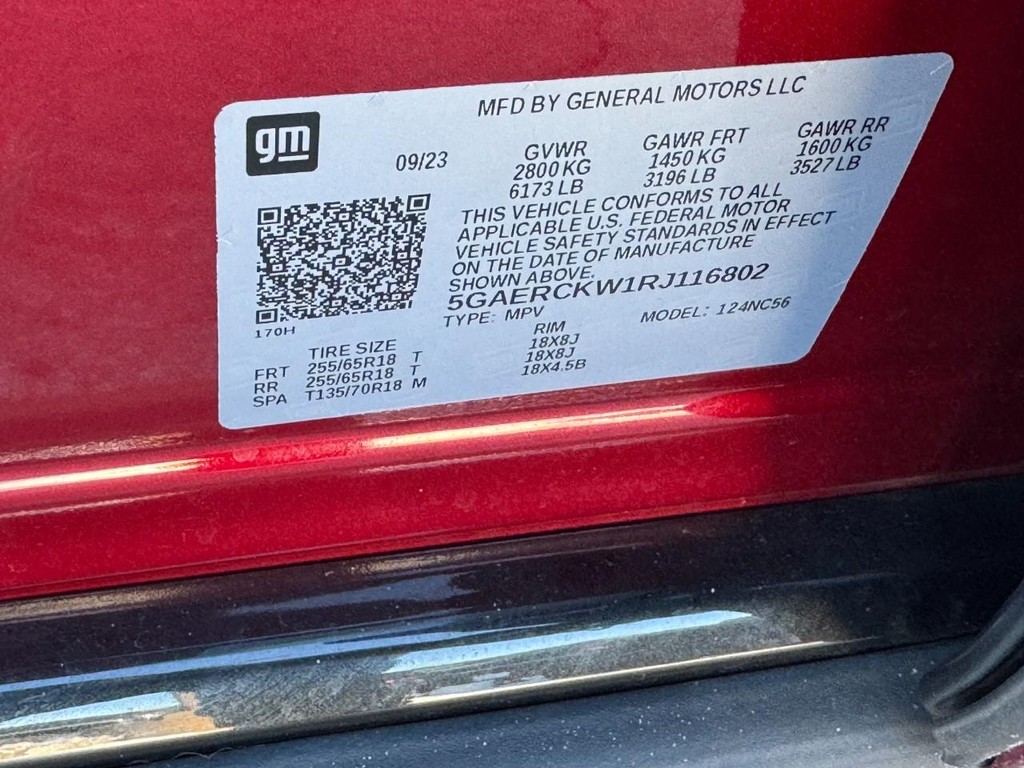 MFD BY GENERAL MOTORS LLC
gm
09/23
GVWR
2800 KG
6173 LB
GAWR FRT
1450 KG
3196 LB
GAWR RR
1600 KG
3527 LB
THIS VEHICLE CONFORMS TO ALL
APPLICABLE U.S. FEDERAL MOTOR
VEHICLE SAFETY STANDARDS IN EFFECT
ON THE DATE OF MANUFACTURE
SHOWN ABOVE.
5GAERCKW1RJ116802
TYPE: MPV MODEL: 124NC56
170H
TIRE SIZE RIM
FRT 255/65R18 T 18X8J
RR 255/65R18 T 18X8J
SPA T135/70R18 M 18X4.5B